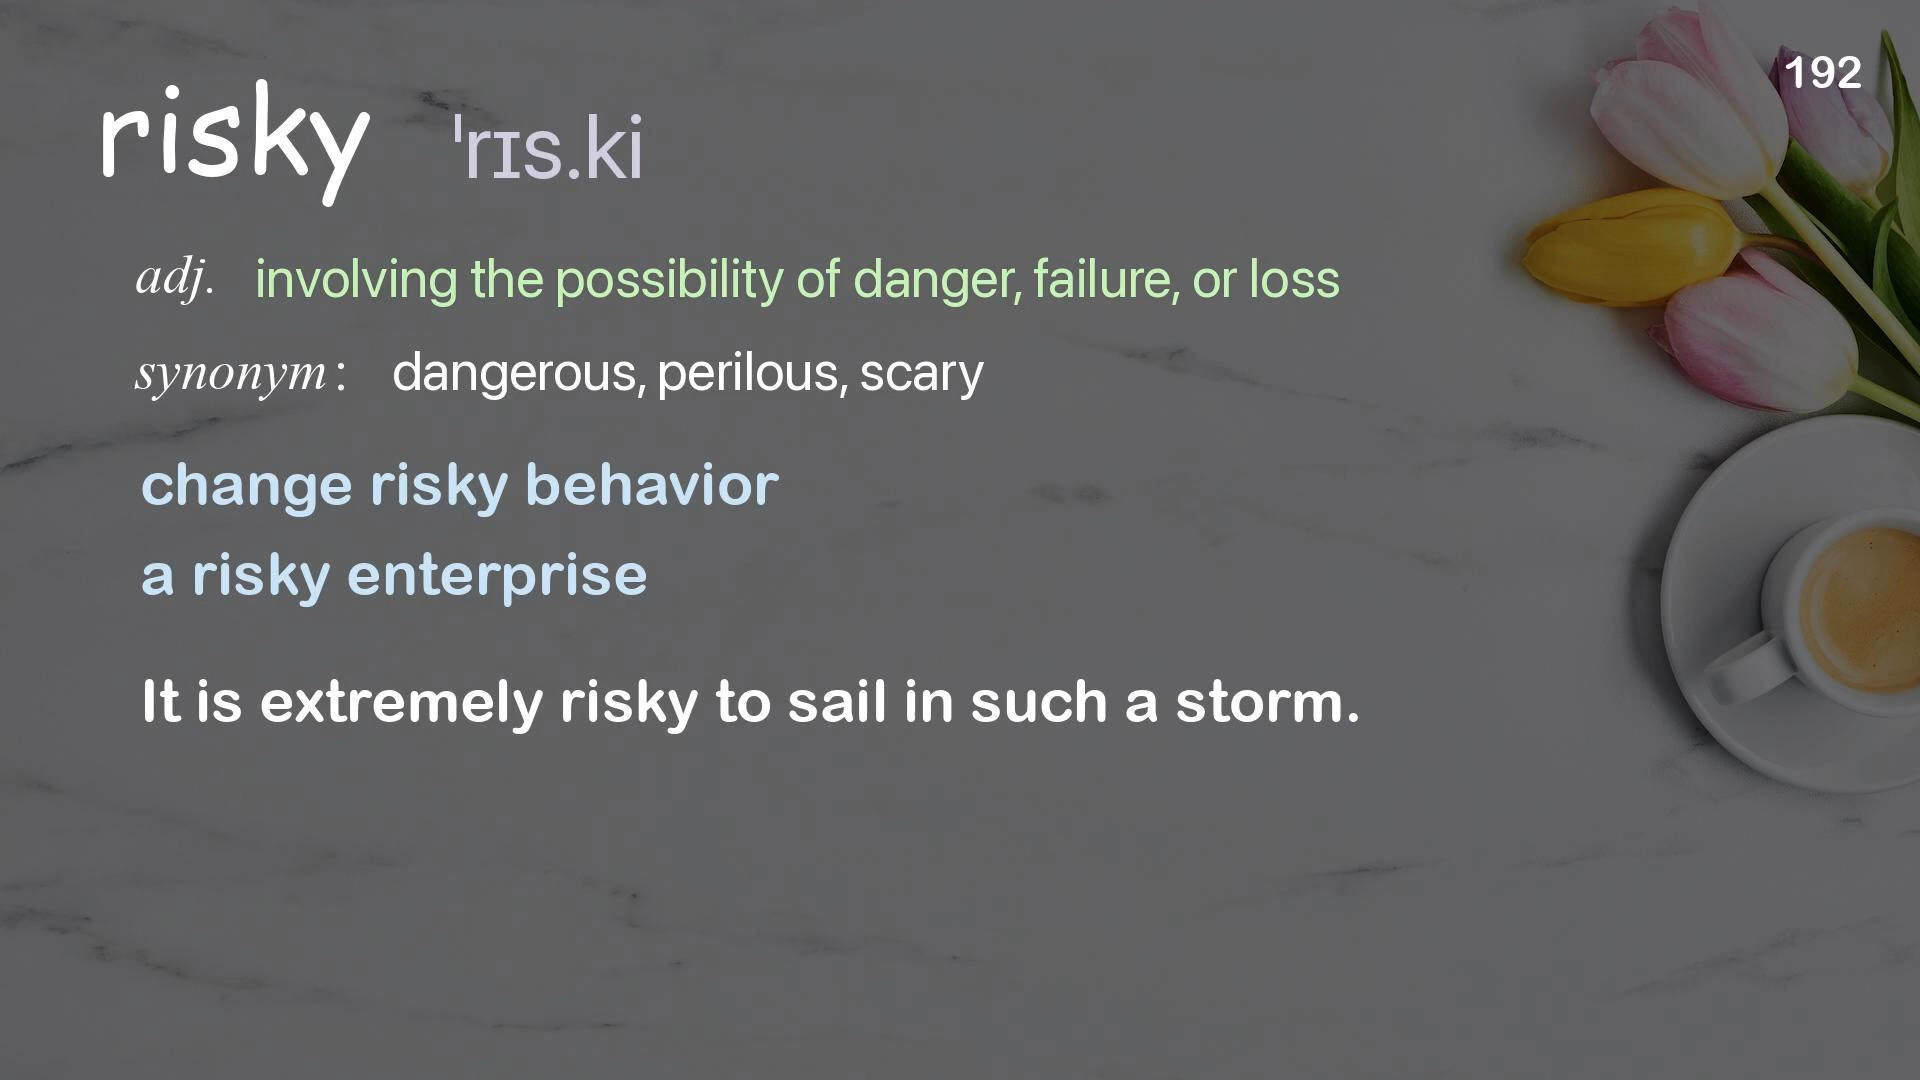 192
risky ˈrɪs.ki
adj. involving the possibility of danger, failure, or loss
synonym: dangerous, perilous, scary
change risky behavior
a risky enterprise
It is extremely risky to sail in such a storm.